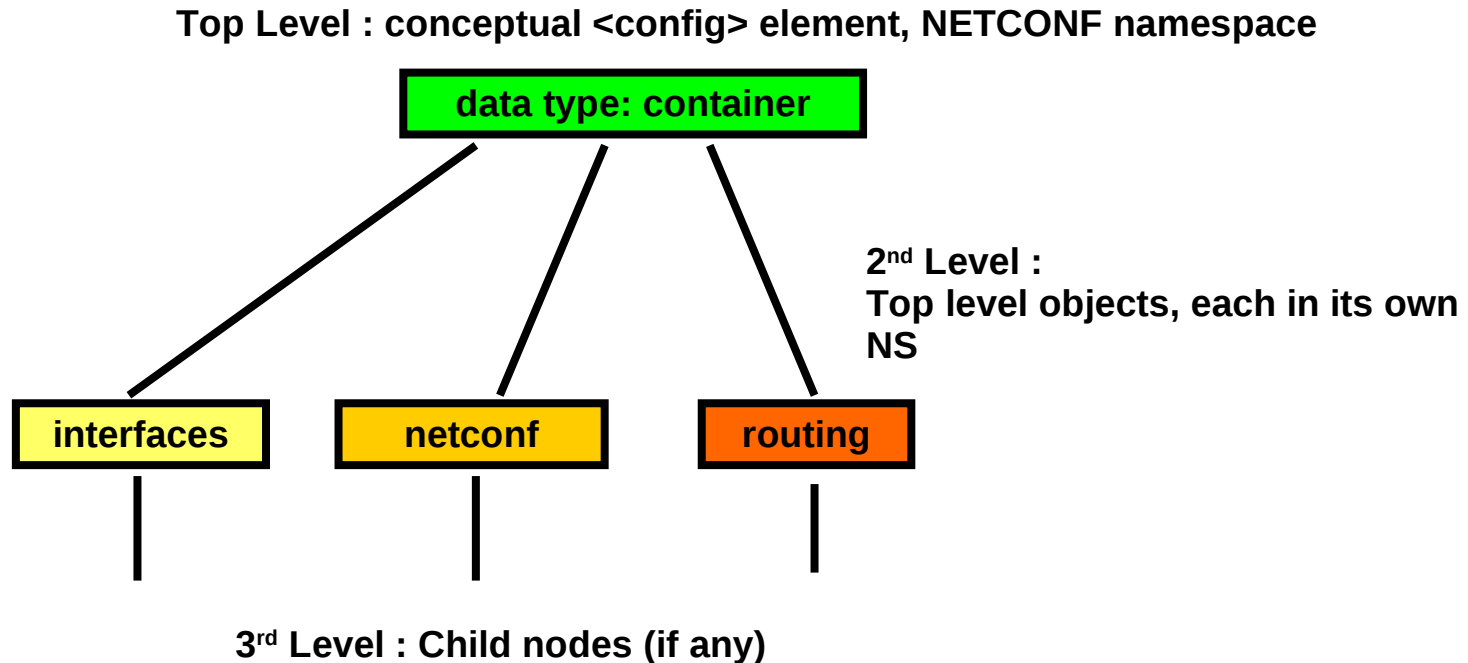 Top Level : conceptual <config> element, NETCONF namespace
data type: container
2nd Level :
Top level objects, each in its own
NS
interfaces
netconf
routing
3rd Level : Child nodes (if any)